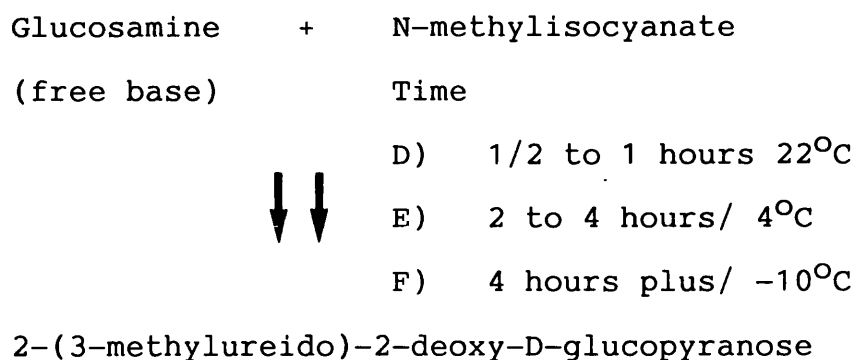 Glucosamine + N-methylisocyanate
(free base) Time
D) 1/2 to 1 hours 22°C
E) 2 to 4 hours/ 4°C
F) 4 hours plus/ -10°C
2-(3-methylureido)-2-deoxy-D-glucopyranose